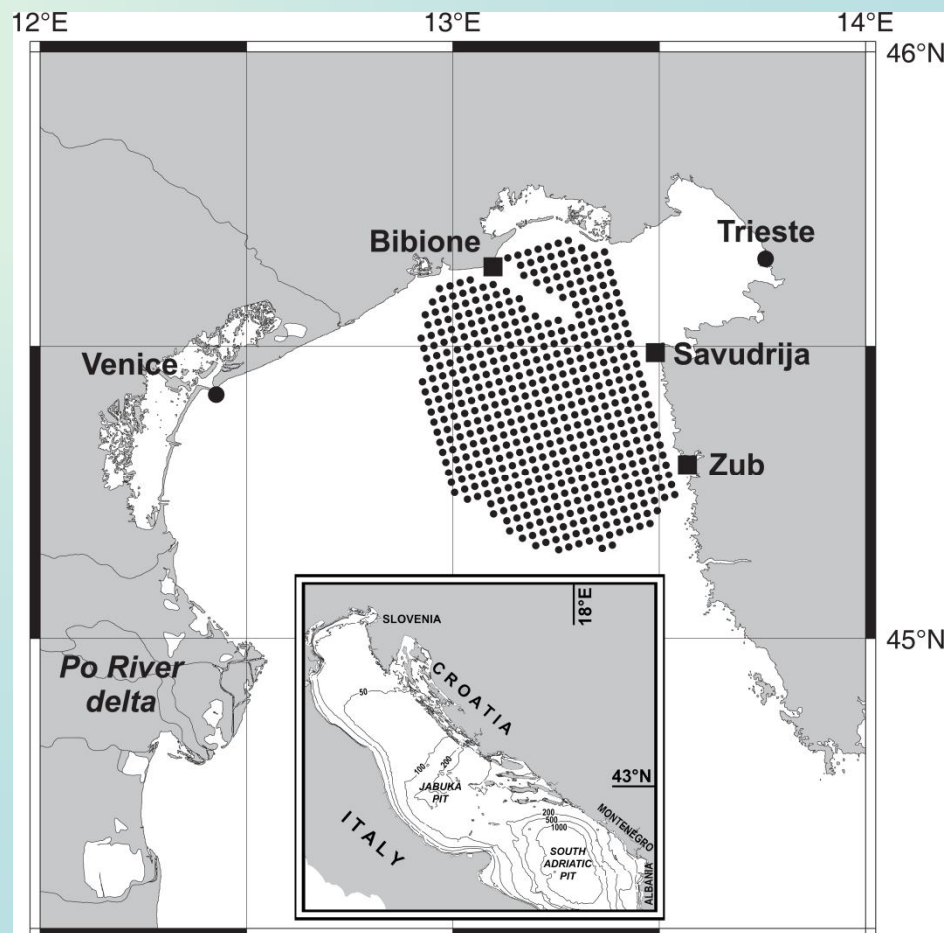 12°E 13°E 14°E
46°N
Bibione
Trieste
Venice
Savudrija
Zub
45°N
Po River
delta
18°E
SLOVENIA
CROATIA
50
100
200
43°N
JABUKA
PIT
ITALY
MONTENEGRO
200
500
1000
SOUTH
ADRIATIC
PIT
ALBANIA